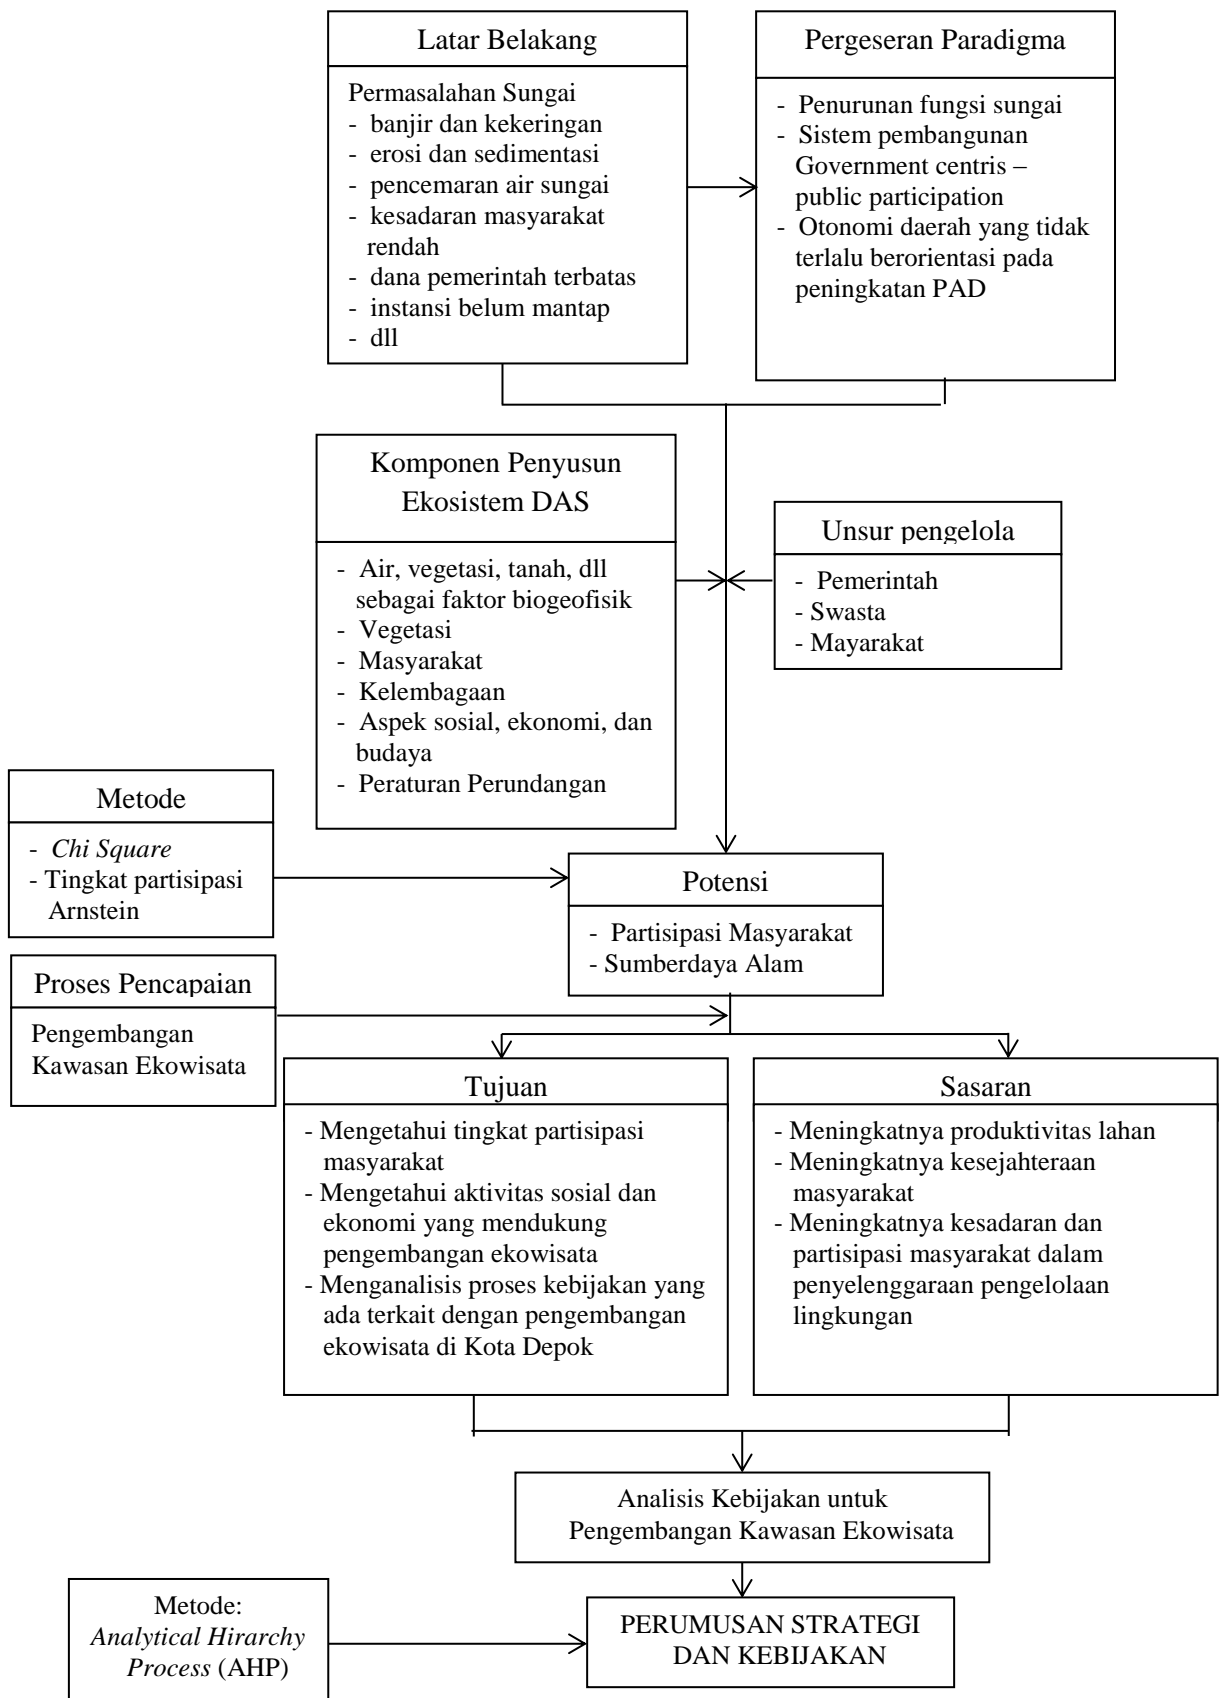 Latar Belakang
Permasalahan Sungai
- banjir dan kekeringan
- erosi dan sedimentasi
- pencemaran air sungai
- kesadaran masyarakat
rendah
- dana pemerintah terbatas
- instansi belum mantap
- dll
Pergeseran Paradigma
- Penurunan fungsi sungai
- Sistem pembangunan
Government centris –
public participation
- Otonomi daerah yang tidak
terlalu berorientasi pada
peningkatan PAD
Komponen Penyusun
Ekosistem DAS
- Air, vegetasi, tanah, dll
sebagai faktor biogeofisik
- Vegetasi
- Masyarakat
- Kelembagaan
- Aspek sosial, ekonomi, dan
budaya
- Peraturan Perundangan
Unsur pengelola
- Pemerintah
- Swasta
- Mayarakat
Metode
- Chi Square
- Tingkat partisipasi
Arnstein
Potensi
- Partisipasi Masyarakat
- Sumberdaya Alam
Proses Pencapaian
Pengembangan
Kawasan Ekowisata
Tujuan
- Mengetahui tingkat partisipasi
masyarakat
- Mengetahui aktivitas sosial dan
ekonomi yang mendukung
pengembangan ekowisata
- Menganalisis proses kebijakan yang
ada terkait dengan pengembangan
ekowisata di Kota Depok
Sasaran
- Meningkatnya produktivitas lahan
- Meningkatnya kesejahteraan
masyarakat
- Meningkatnya kesadaran dan
partisipasi masyarakat dalam
penyelenggaraan pengelolaan
lingkungan
Analisis Kebijakan untuk
Pengembangan Kawasan Ekowisata
Metode:
Analytical Hirarchy
Process (AHP)
PERUMUSAN STRATEGI
DAN KEBIJAKAN